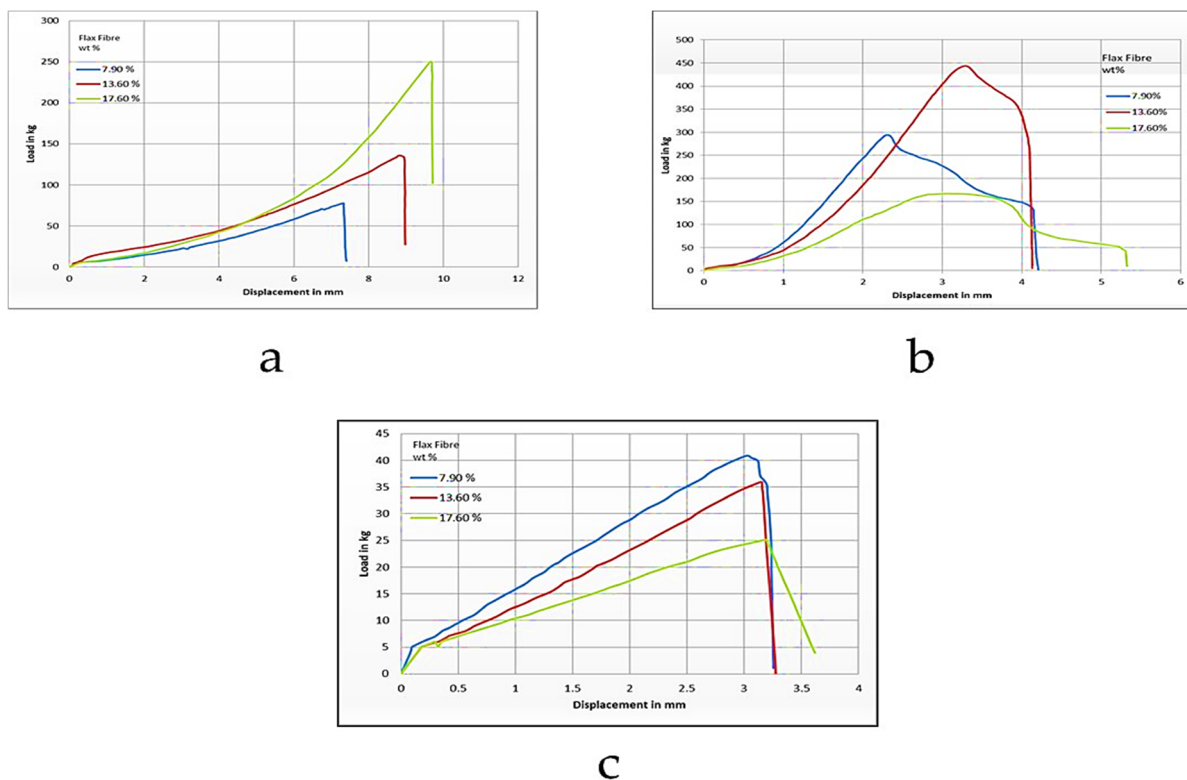 300
250
200
150
100
50
0
Load in kg
Flax Fibre
wt %
7.90 %
13.60 %
17.60 %
0 2 4 6 8 10 12
Displacement in mm
a
500
450
400
350
300
250
200
150
100
50
0
Load in kg
Flax Fibre
wt%
7.90%
13.60%
17.60%
0 1 2 3 4 5 6
Displacement in mm
b
45
40
35
30
25
20
15
10
5
0
Load in kg
Flax Fibre
wt %
7.90 %
13.60 %
17.60 %
0 0.5 1 1.5 2 2.5 3 3.5 4
Displacement in mm
c